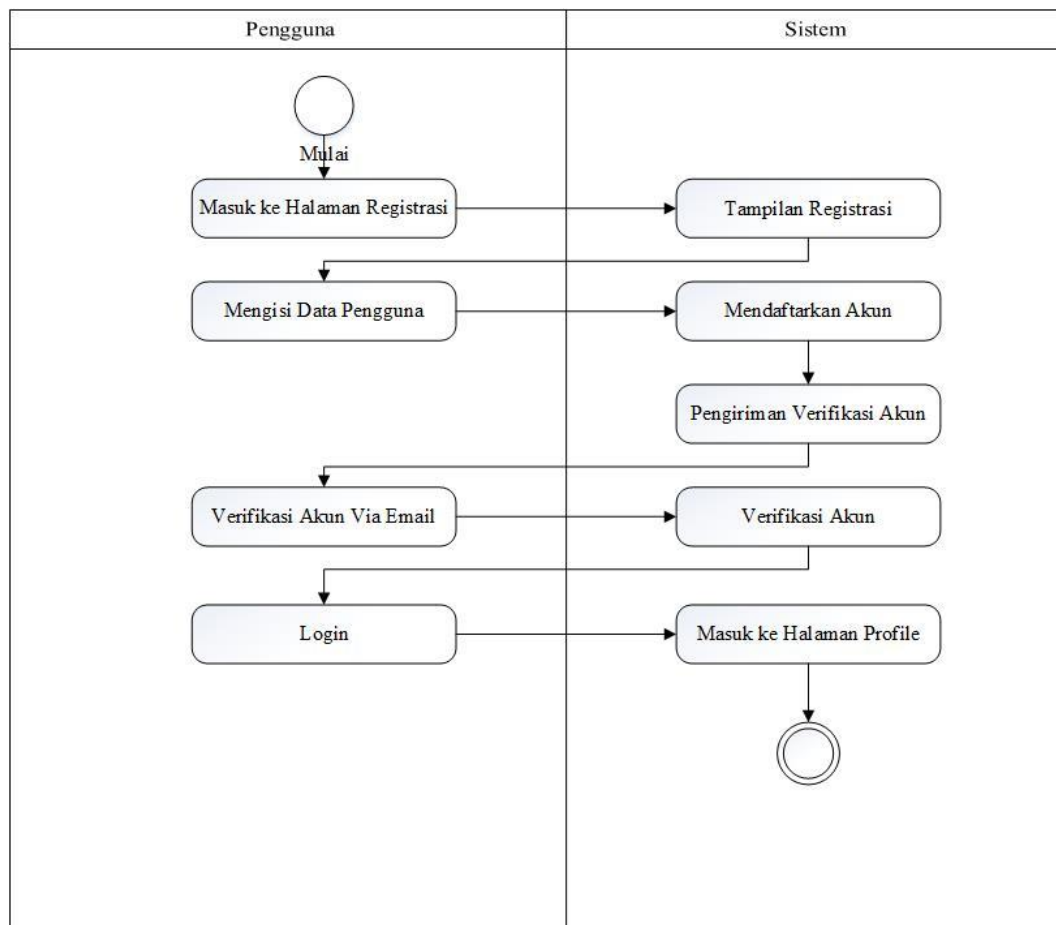 Pengguna
Sistem
Mulai
Masuk ke Halaman Registrasi
Tampilan Registrasi
Mengisi Data Pengguna
Mendaftarkan Akun
Pengiriman Verifikasi Akun
Verifikasi Akun Via Email
Verifikasi Akun
Login
Masuk ke Halaman Profile